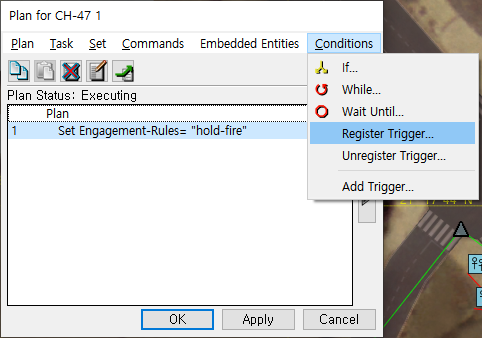 Plan for CH-47 1
Plan Task Set Commands Embedded Entities Conditions
If...
While...
Wait Until...
Register Trigger...
Unregister Trigger...
Add Trigger...
Plan Status: Executing
Plan
1 Set Engagement-Rules= "hold-fire"
OK Apply Cancel